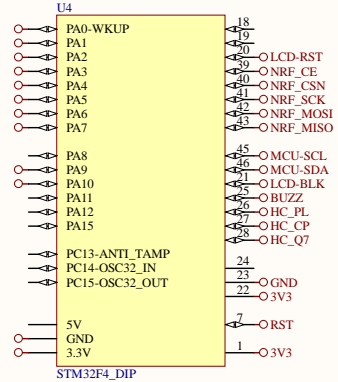 U4
PA0-WKUP 18
PA1 19
PA2 20 LCD-RST
PA3 39 NRF_CE
PA4 40 NRF_CSN
PA5 41 NRF_SCK
PA6 42 NRF_MOSI
PA7 43 NRF_MISO
PA8 45 MCU-SCL
PA9 46 MCU-SDA
PA10 21 LCD-BLK
PA11 25 BUZZ
PA12 26 HC_PL
PA15 27 HC_CP
28 HC_Q7
PC13-ANTI_TAMP
PC14-OSC32_IN 24
PC15-OSC32_OUT 23 GND
22 3V3
5V 7 RST
GND
3.3V 1 3V3
STM32F4_DIP